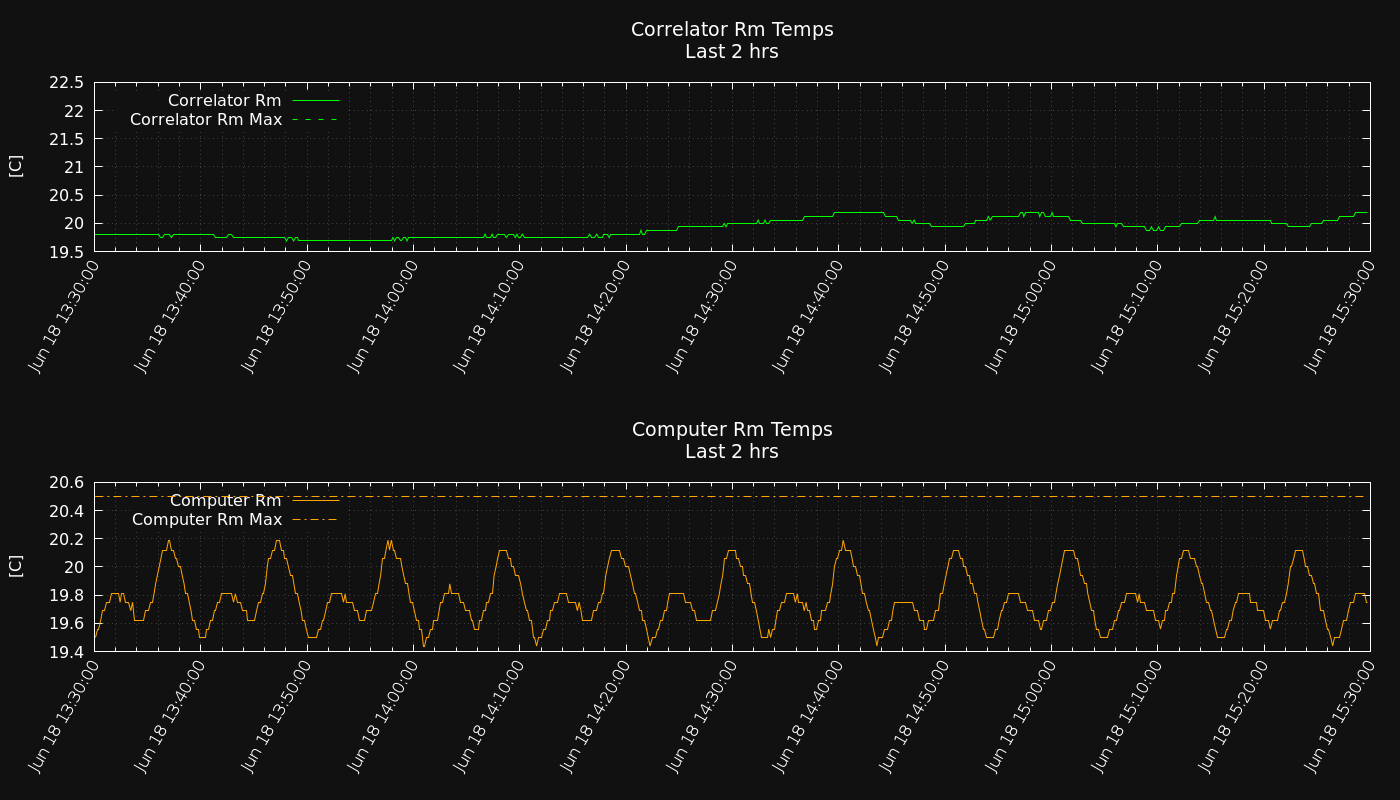 Correlator Rm Temps
Last 2 hrs
22.5
22
21.5
21
20.5
20
19.5
[C]
Correlator Rm
Correlator Rm Max
Jun 18 13:30:00
Jun 18 13:40:00
Jun 18 13:50:00
Jun 18 14:00:00
Jun 18 14:10:00
Jun 18 14:20:00
Jun 18 14:30:00
Jun 18 14:40:00
Jun 18 14:50:00
Jun 18 15:00:00
Jun 18 15:10:00
Jun 18 15:20:00
Jun 18 15:30:00
Computer Rm Temps
Last 2 hrs
20.6
20.4
20.2
20
19.8
19.6
19.4
[C]
Computer Rm
Computer Rm Max
Jun 18 13:30:00
Jun 18 13:40:00
Jun 18 13:50:00
Jun 18 14:00:00
Jun 18 14:10:00
Jun 18 14:20:00
Jun 18 14:30:00
Jun 18 14:40:00
Jun 18 14:50:00
Jun 18 15:00:00
Jun 18 15:10:00
Jun 18 15:20:00
Jun 18 15:30:00